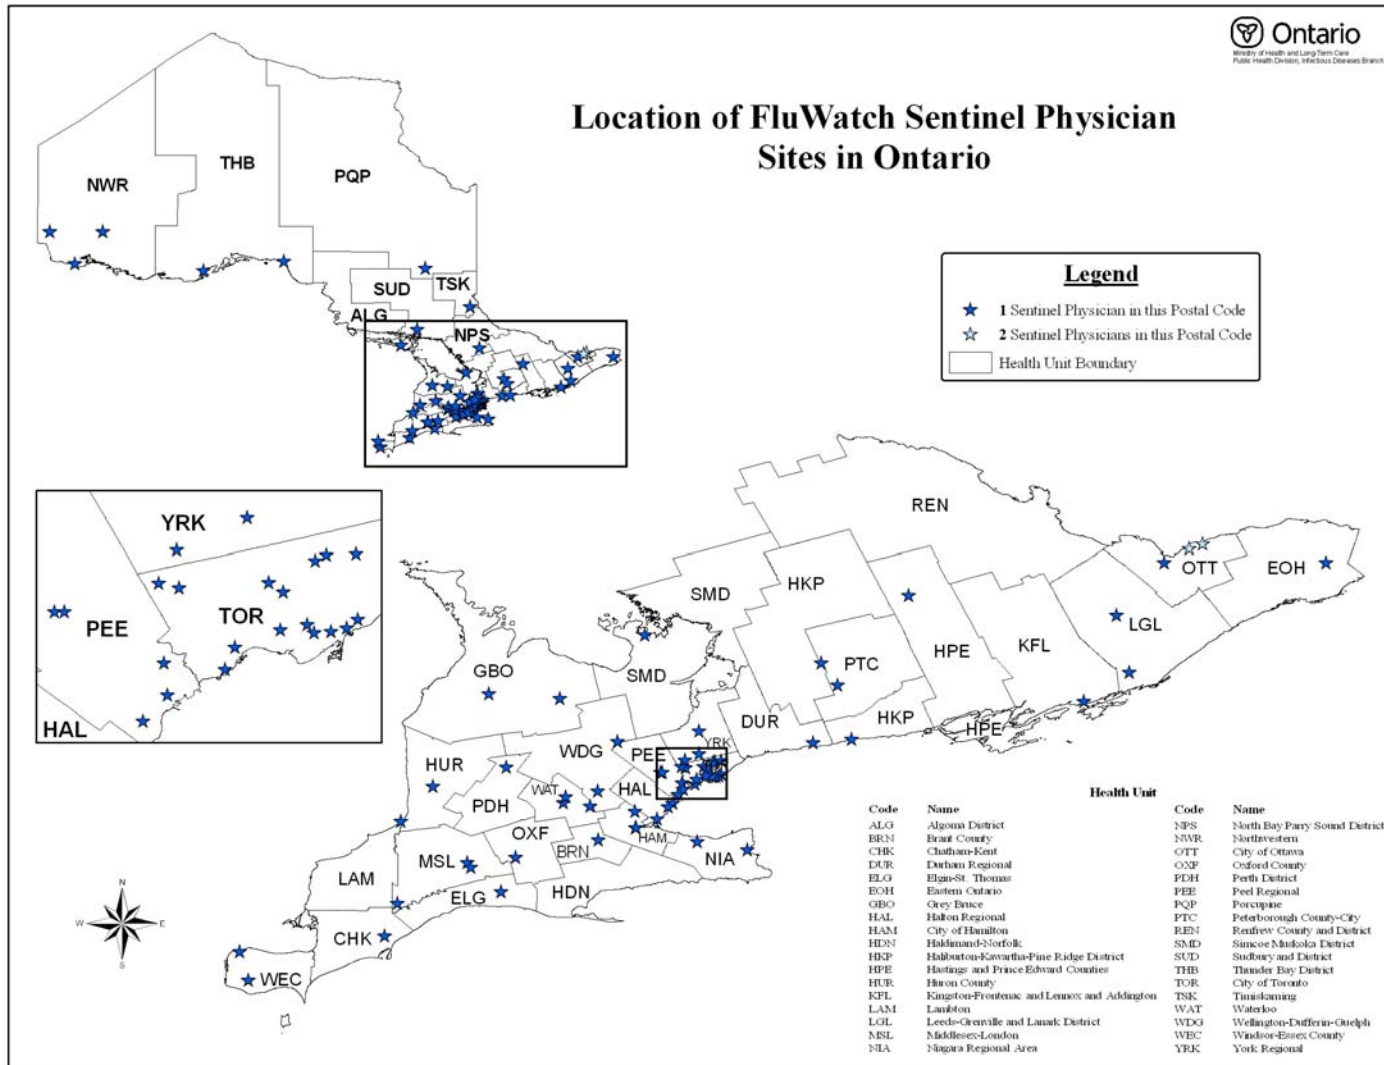 Ontario
Ministry of Health and Long-Term Care
Public Health Division, Infectious Diseases Branch
Location of FluWatch Sentinel Physician
Sites in Ontario
THB
NWR
PQP
SUD
TSK
ALG
NPS
Legend
1 Sentinel Physician in this Postal Code
2 Sentinel Physicians in this Postal Code
Health Unit Boundary
YRK
TOR
PEE
HAL
REN
SMD
HKP
OTT
EOH
LGL
KFL
HPE
PTC
GBO
SMD
DUR
HKP
HPE
YRK
WDG
PEE
HUR
HAL
WAT
PDH
OXF
HAM
BRN
MSL
NIA
LAM
ELG
HDN
CHK
WEC
N
W
E
S
Health Unit
Code Name Code Name
ALG Algoma District NPS North Bay Parry Sound District
BRN Brant County NWR Northwestern
CHK Chatham-Kent OTT City of Ottawa
DUR Durham Regional OXF Oxford County
ELG Elgin-St. Thomas PDH Perth District
EOH Eastern Ontario PEE Peel Regional
GBO Grey Bruce PQP Porcupine
HAL Halton Regional PTC Peterborough County-City
HAM City of Hamilton REN Renfrew County and District
HDN Haldimand-Norfolk SMD Simcoe Muskoka District
HKP Haliburton-Kawartha-Pine Ridge District SUD Sudbury and District
HPE Hastings and Prince Edward Counties THB Thunder Bay District
HUR Huron County TOR City of Toronto
KFL Kingston-Frontenac and Lennox and Addington TSK Timiskaming
LAM Lambton WAT Waterloo
LGL Leeds-Grenville and Lanark District WDG Wellington-Dufferin-Guelph
MSL Middlesex-London WEC Windsor-Essex County
NIA Niagara Regional Area YRK York Regional